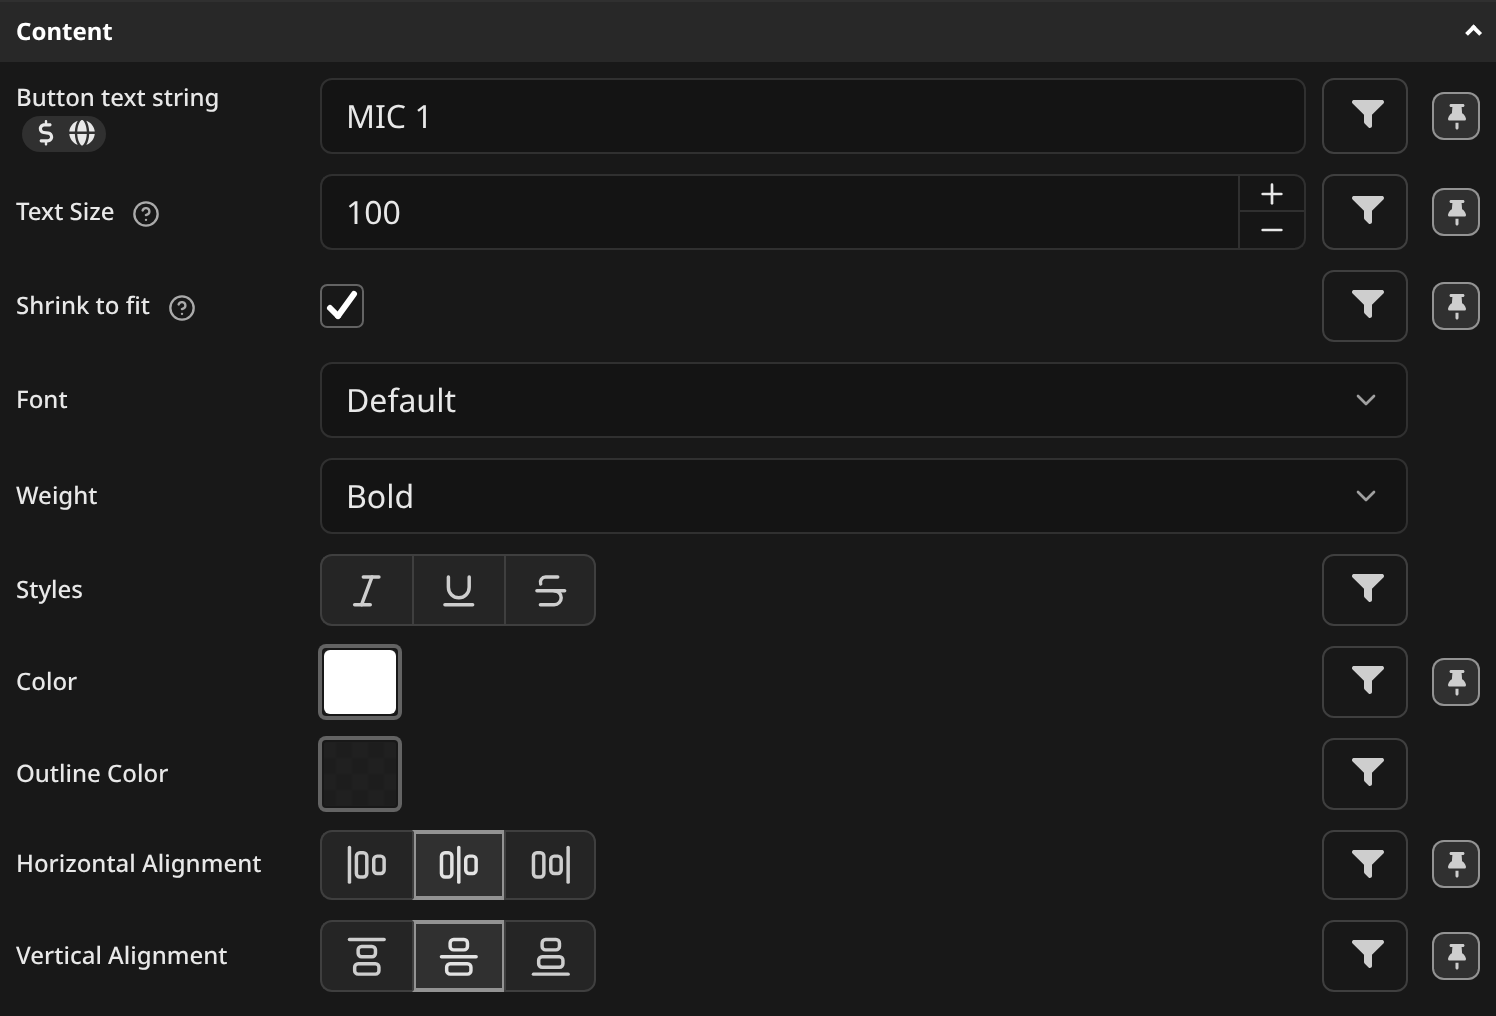 Content
Button text string
$
MIC 1
Text Size ?
100
Shrink to fit ?
Font
Default
Weight
Bold
Styles
I U S
Color
Outline Color
Horizontal Alignment
Vertical Alignment